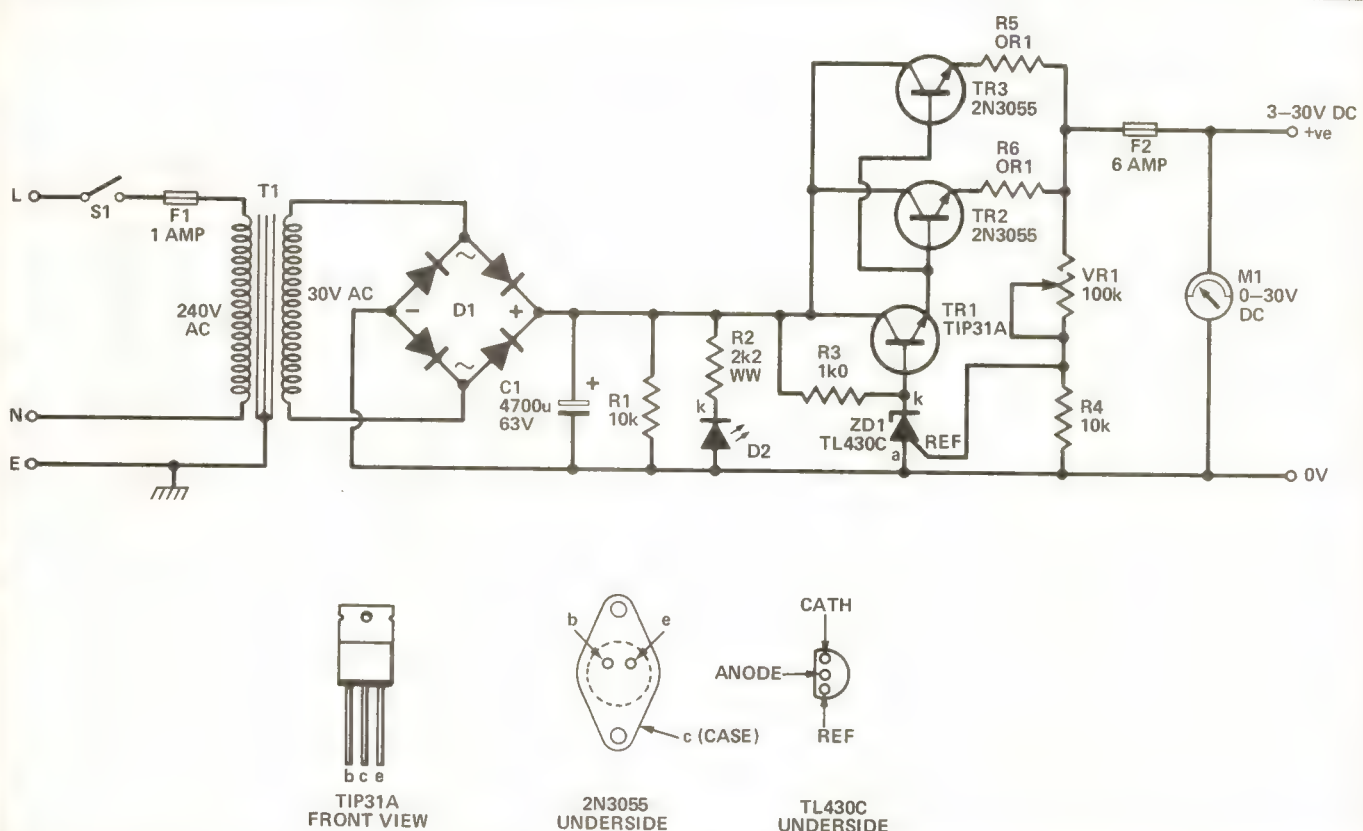 R5
OR1
TR3
2N3055
3–30V DC
+ve
F2
6 AMP
R6
OR1
TR2
2N3055
L
S1
F1
1 AMP
T1
240V
AC
30V AC
~
–
D1
+
~
C1
4700u
63V
+
R1
10k
R2
2k2
WW
k
D2
R3
1k0
TR1
TIP31A
k
ZD1
TL430C
REF
a
VR1
100k
R4
10k
M1
0–30V
DC
N
E
0V
b c e
TIP31A
FRONT VIEW
b
e
c (CASE)
2N3055
UNDERSIDE
CATH
ANODE
REF
TL430C
UNDERSIDE